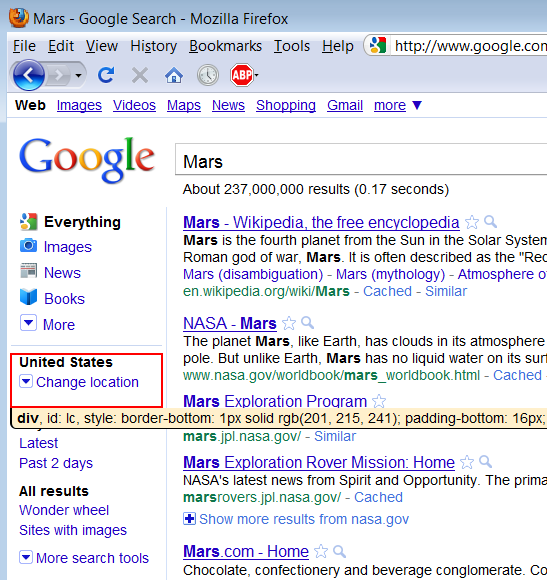 Mars - Google Search - Mozilla Firefox
File Edit View History Bookmarks Tools Help http://www.google.com
ABP
Web Images Videos Maps News Shopping Gmail more ▼
Google
Mars
About 237,000,000 results (0.17 seconds)
Everything
Images
News
Books
More
United States
Change location
Latest
Past 2 days
All results
Wonder wheel
Sites with images
More search tools
Mars - Wikipedia, the free encyclopedia
Mars is the fourth planet from the Sun in the Solar System
Roman god of war, Mars. It is often described as the "Red
Mars (disambiguation) - Mars (mythology) - Atmosphere of
en.wikipedia.org/wiki/Mars - Cached - Similar
NASA - Mars
The planet Mars, like Earth, has clouds in its atmosphere
pole. But unlike Earth, Mars has no liquid water on its sur
www.nasa.gov/worldbook/mars_worldbook.html - Cached -
Mars Exploration Program
div, id: lc, style: border-bottom: 1px solid rgb(201, 215, 241); padding-bottom: 16px;
mars.jpl.nasa.gov/ - Similar
Mars Exploration Rover Mission: Home
NASA's latest news from Spirit and Opportunity. The prima
marsrovers.jpl.nasa.gov/ - Cached
Show more results from nasa.gov
Mars.com - Home
Chocolate, confectionery and beverage conglomerate. Co